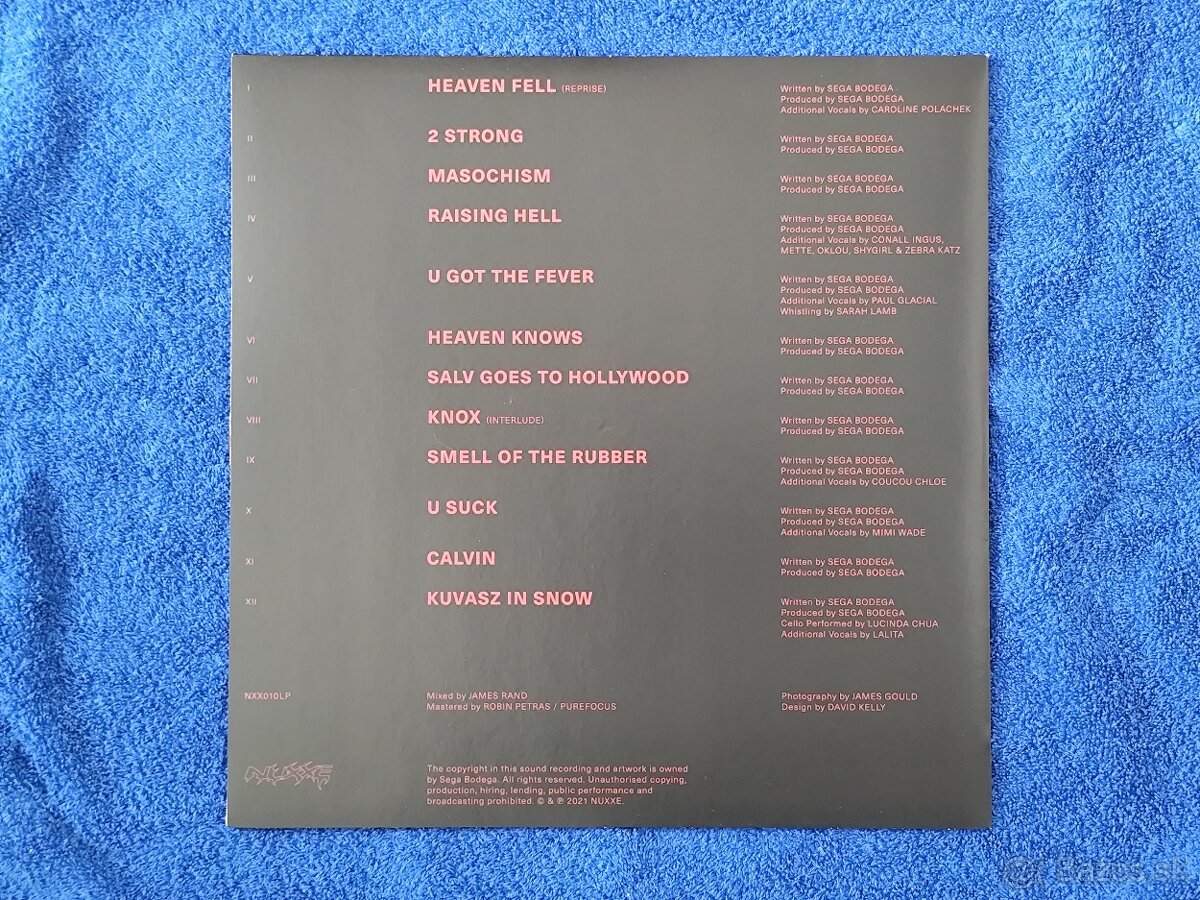 I
HEAVEN FELL (REPRISE)
Written by SEGA BODEGA
Produced by SEGA BODEGA
Additional Vocals by CAROLINE POLACHEK
II
2 STRONG
Written by SEGA BODEGA
Produced by SEGA BODEGA
III
MASOCHISM
Written by SEGA BODEGA
Produced by SEGA BODEGA
IV
RAISING HELL
Written by SEGA BODEGA
Produced by SEGA BODEGA
Additional Vocals by CONALL INGUS,
METTE, OKLOU, SHYGIRL & ZEBRA KATZ
V
U GOT THE FEVER
Written by SEGA BODEGA
Produced by SEGA BODEGA
Additional Vocals by PAUL GLACIAL
Whistling by SARAH LAMB
VI
HEAVEN KNOWS
Written by SEGA BODEGA
Produced by SEGA BODEGA
VII
SALV GOES TO HOLLYWOOD
Written by SEGA BODEGA
Produced by SEGA BODEGA
VIII
KNOX (INTERLUDE)
Written by SEGA BODEGA
Produced by SEGA BODEGA
IX
SMELL OF THE RUBBER
Written by SEGA BODEGA
Produced by SEGA BODEGA
Additional Vocals by COUCOU CHLOE
X
U SUCK
Written by SEGA BODEGA
Produced by SEGA BODEGA
Additional Vocals by MIMI WADE
XI
CALVIN
Written by SEGA BODEGA
Produced by SEGA BODEGA
XII
KUVASZ IN SNOW
Written by SEGA BODEGA
Produced by SEGA BODEGA
Cello Performed by LUCINDA CHUA
Additional Vocals by LALITA
NXX010LP
Mixed by JAMES RAND
Mastered by ROBIN PETRAS / PUREFOCUS
Photography by JAMES GOULD
Design by DAVID KELLY
NUXXE
The copyright in this sound recording and artwork is owned
by Sega Bodega. All rights reserved. Unauthorised copying,
production, hiring, lending, public performance and
broadcasting prohibited. © & ℗ 2021 NUXXE.
Bazos.sk